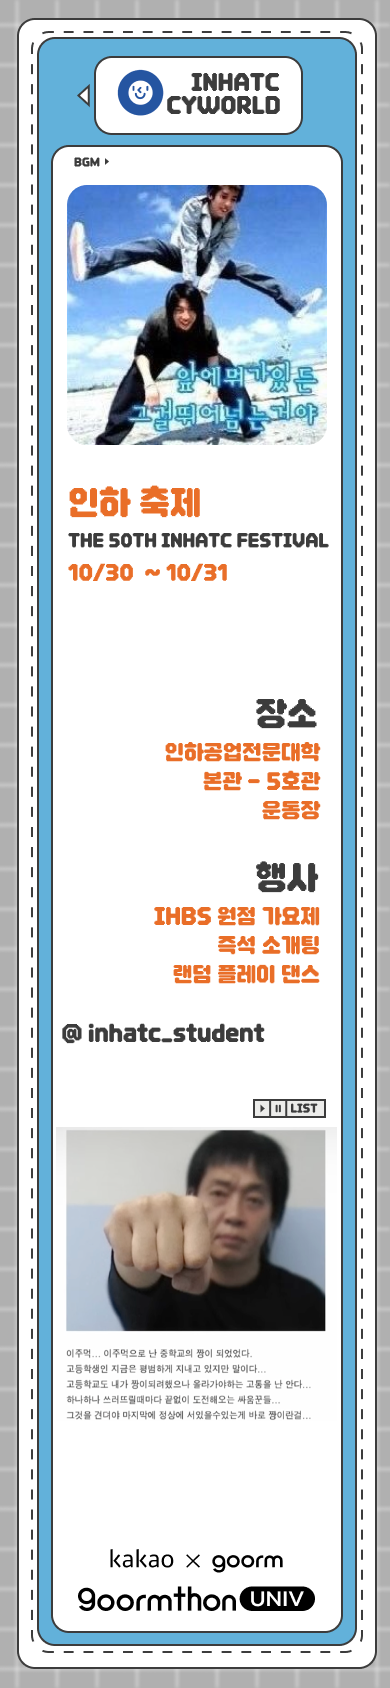 INHATC
CYWORLD
BGM
앞에 뭐가 있든
그걸 뛰어넘는거야
인하 축제
THE 50TH INHATC FESTIVAL
10/30 ~ 10/31
장소
인하공업전문대학
본관 - 5호관
운동장
행사
IHBS 원점 가요제
즉석 소개팅
랜덤 플레이 댄스
@ inhatc_student
LIST
이주먹... 이주먹으로 난 중학교의 짱이 되었었다.
고등학생인 지금은 평범하게 지내고 있지만 말이다...
고등학교도 내가 짱이되려했으나 올라가야하는 고통을 난 안다...
하나하나 쓰러뜨릴때마다 끝없이 도전해오는 싸움꾼들...
그것을 견뎌야 마지막에 정상에 서있을수있는게 바로 짱이란걸...
kakao × goorm
goormthon UNIV